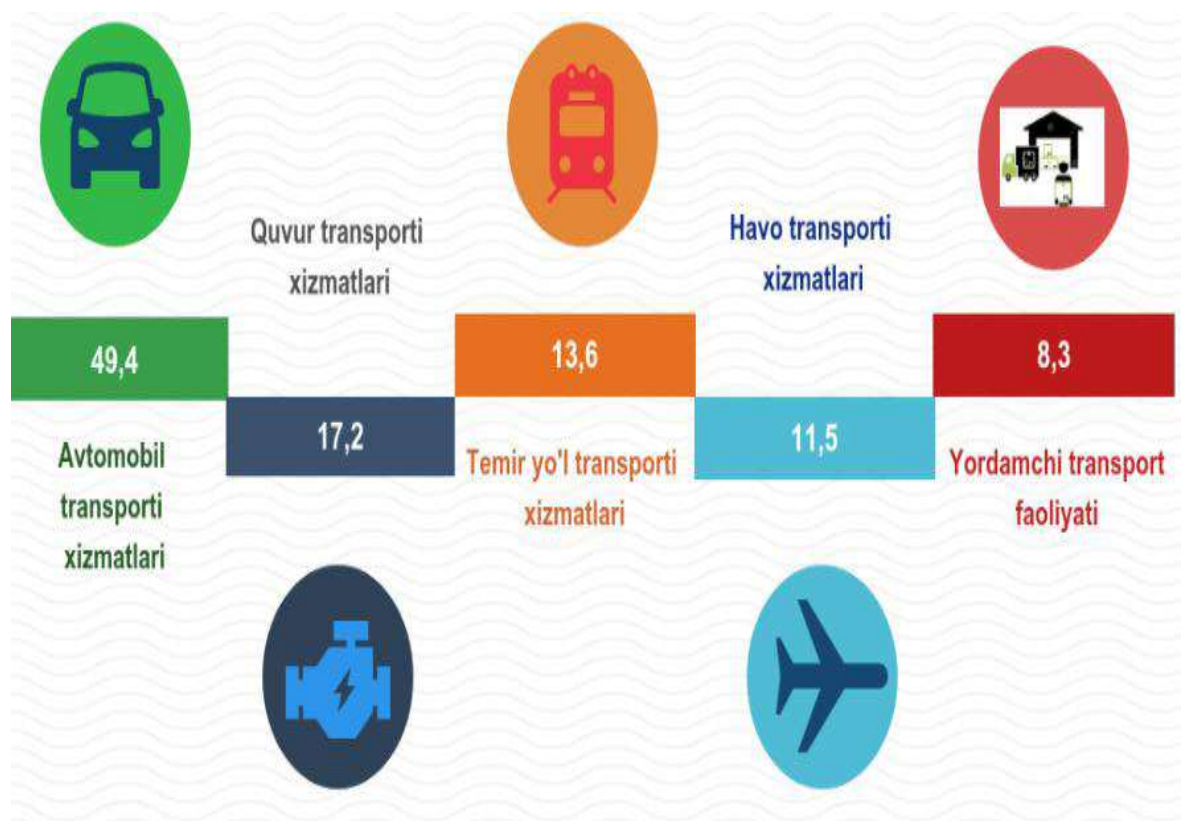 49,4
Avtomobil
transporti
xizmatlari
Quvur transporti
xizmatlari
17,2
13,6
Temir yo'l transporti
xizmatlari
Havo transporti
xizmatlari
11,5
8,3
Yordamchi transport
faoliyati